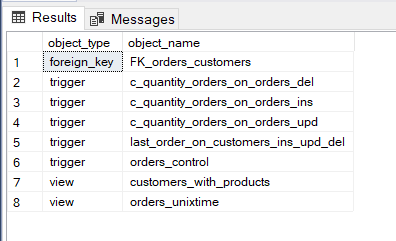 Results Messages
object_type object_name
1 foreign_key FK_orders_customers
2 trigger c_quantity_orders_on_orders_del
3 trigger c_quantity_orders_on_orders_ins
4 trigger c_quantity_orders_on_orders_upd
5 trigger last_order_on_customers_ins_upd_del
6 trigger orders_control
7 view customers_with_products
8 view orders_unixtime